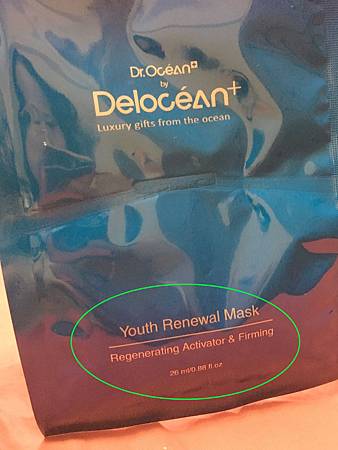 Dr.Océan+
by
Delocéan+
Luxury gifts from the ocean
Youth Renewal Mask
Regenerating Activator & Firming
26 ml/0.88 fl.oz